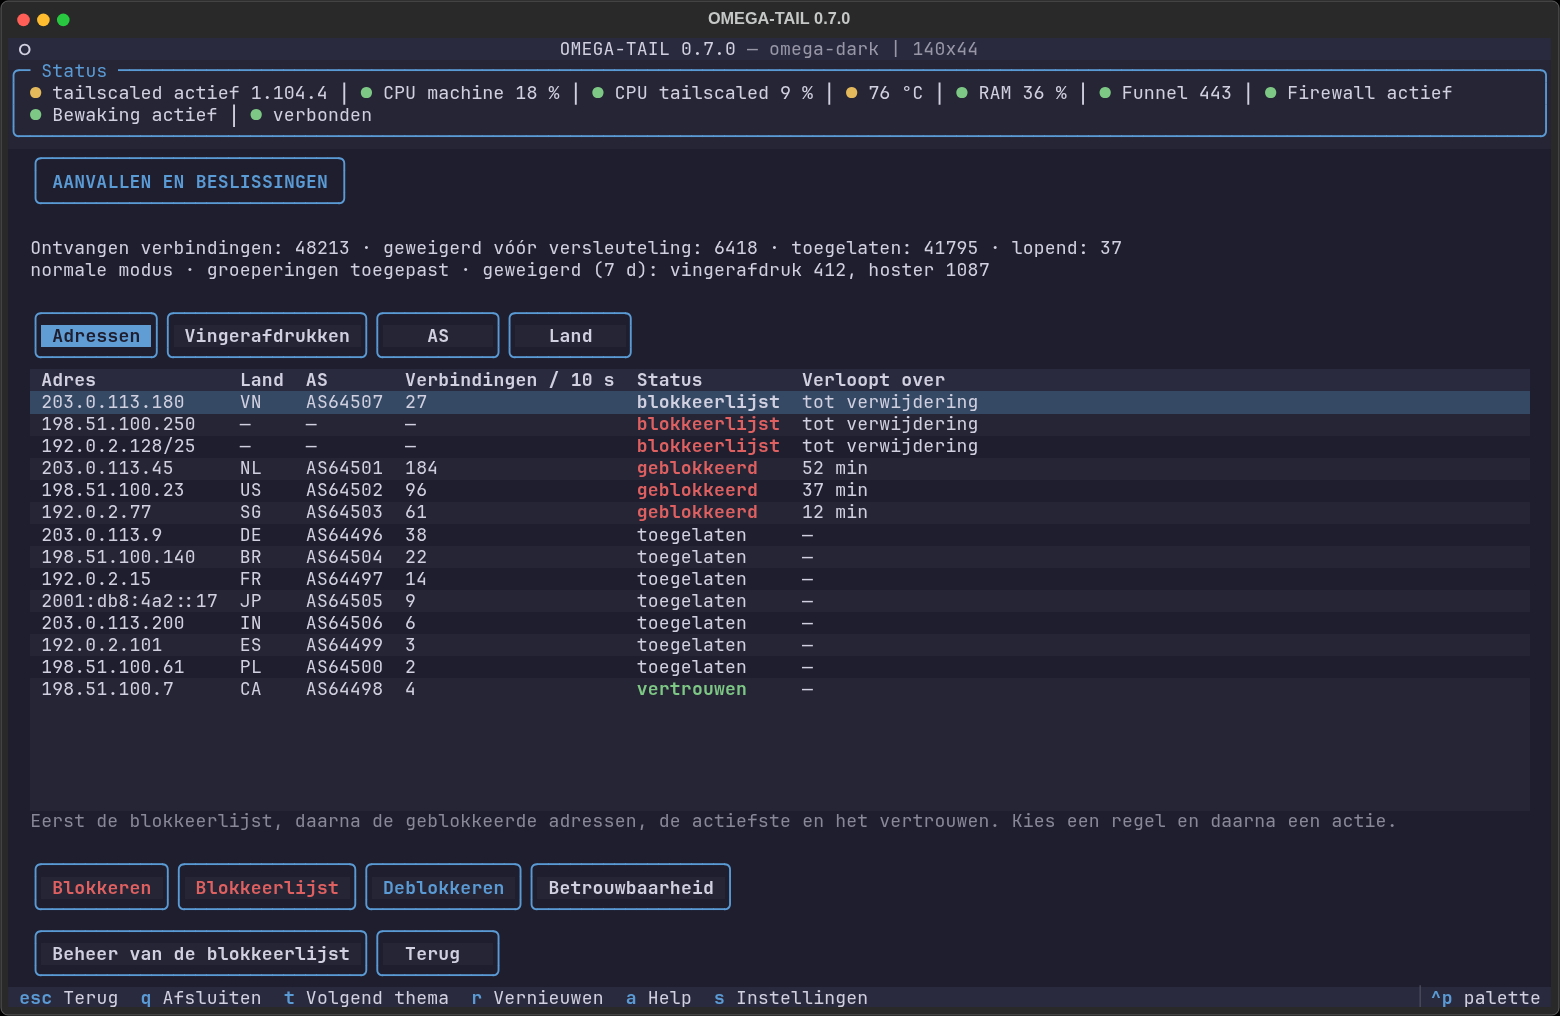 OMEGA-TAIL 0.7.0
O OMEGA-TAIL 0.7.0 — omega-dark | 140x44
Status
● tailscaled actief 1.104.4 │ ● CPU machine 18 % │ ● CPU tailscaled 9 % │ ● 76 °C │ ● RAM 36 % │ ● Funnel 443 │ ● Firewall actief
● Bewaking actief │ ● verbonden
AANVALLEN EN BESLISSINGEN
Ontvangen verbindingen: 48213 · geweigerd vóór versleuteling: 6418 · toegelaten: 41795 · lopend: 37
normale modus · groeperingen toegepast · geweigerd (7 d): vingerafdruk 412, hoster 1087
Adressen Vingerafdrukken AS Land
Adres Land AS Verbindingen / 10 s Status Verloopt over
203.0.113.180 VN AS64507 27 blokkeerlijst tot verwijdering
198.51.100.250 — — — blokkeerlijst tot verwijdering
192.0.2.128/25 — — — blokkeerlijst tot verwijdering
203.0.113.45 NL AS64501 184 geblokkeerd 52 min
198.51.100.23 US AS64502 96 geblokkeerd 37 min
192.0.2.77 SG AS64503 61 geblokkeerd 12 min
203.0.113.9 DE AS64496 38 toegelaten —
198.51.100.140 BR AS64504 22 toegelaten —
192.0.2.15 FR AS64497 14 toegelaten —
2001:db8:4a2::17 JP AS64505 9 toegelaten —
203.0.113.200 IN AS64506 6 toegelaten —
192.0.2.101 ES AS64499 3 toegelaten —
198.51.100.61 PL AS64500 2 toegelaten —
198.51.100.7 CA AS64498 4 vertrouwen —
Eerst de blokkeerlijst, daarna de geblokkeerde adressen, de actiefste en het vertrouwen. Kies een regel en daarna een actie.
Blokkeren Blokkeerlijst Deblokkeren Betrouwbaarheid
Beheer van de blokkeerlijst Terug
esc Terug q Afsluiten t Volgend thema r Vernieuwen a Help s Instellingen ^p palette